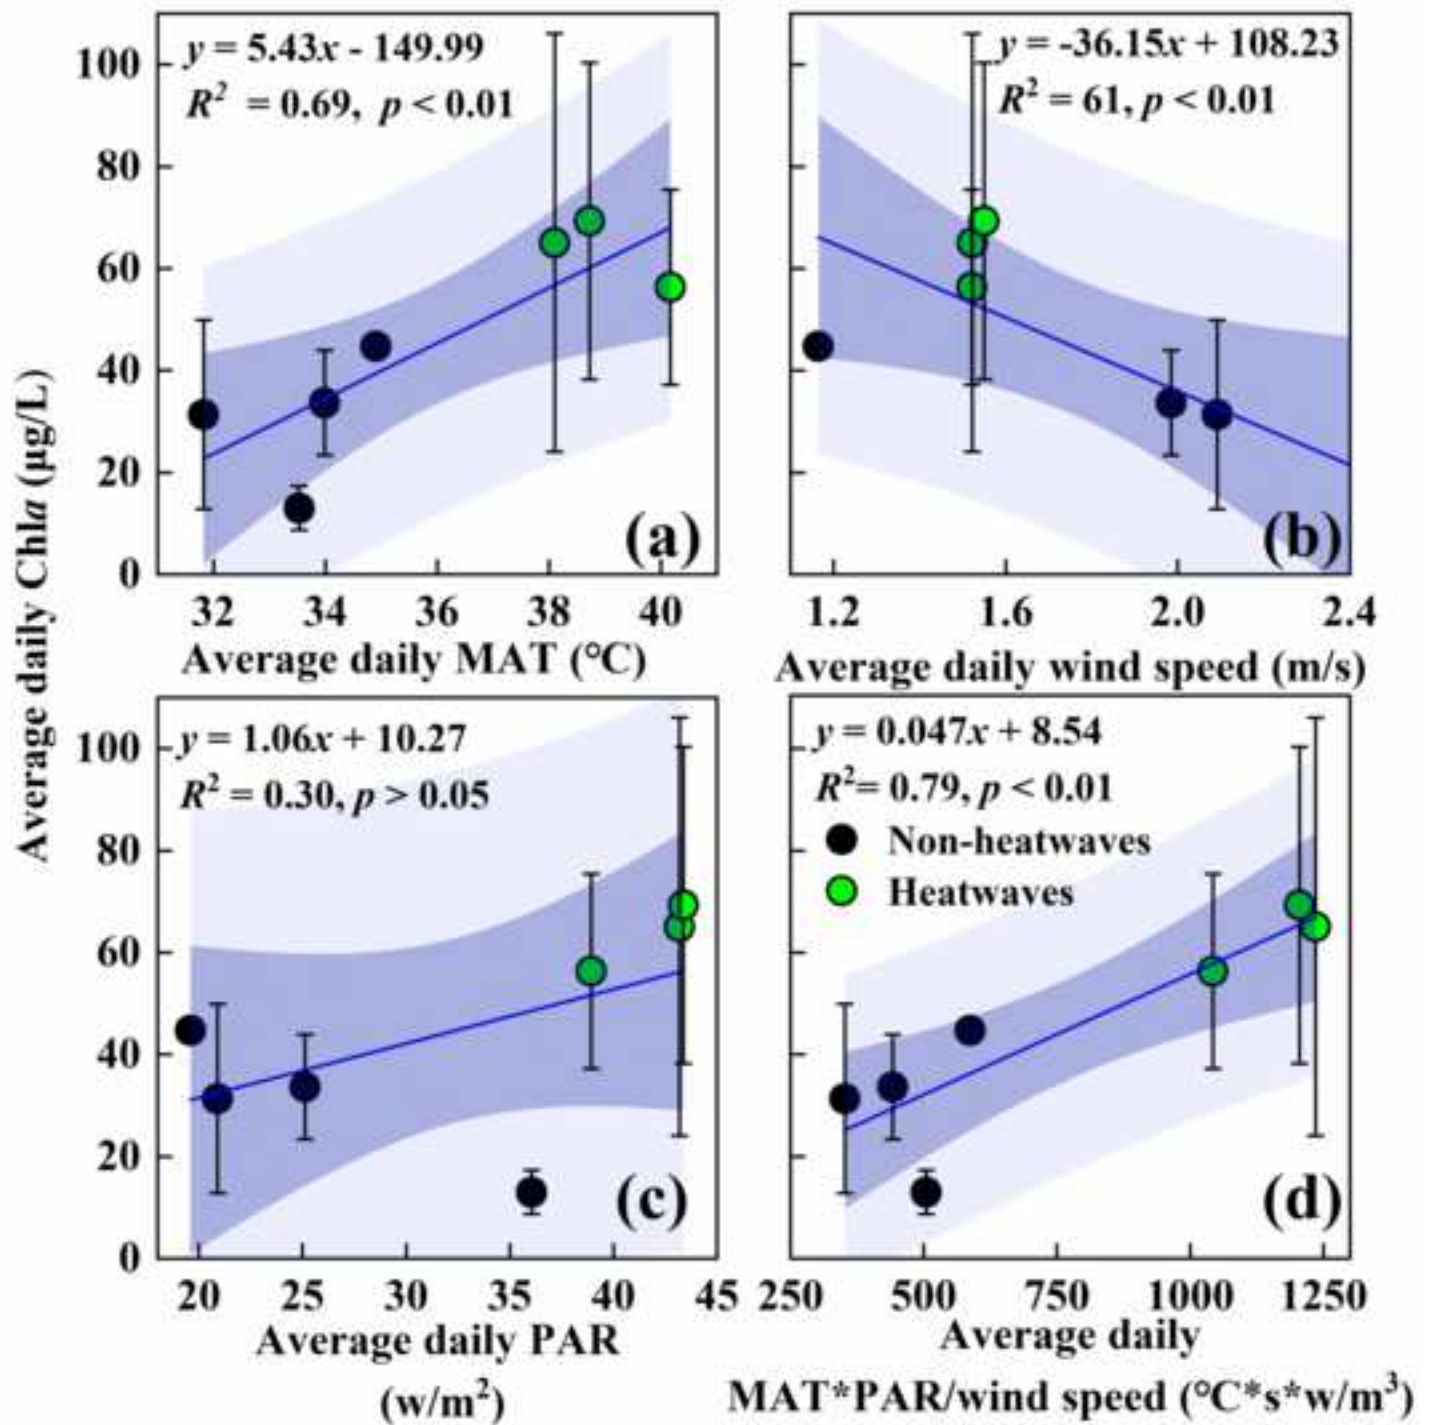 Average daily Chla (μg/L)
y = 5.43x - 149.99
R² = 0.69, p < 0.01
100
80
60
40
20
0
(a)
32 34 36 38 40
Average daily MAT (°C)
y = -36.15x + 108.23
R² = 61, p < 0.01
(b)
1.2 1.6 2.0 2.4
Average daily wind speed (m/s)
y = 1.06x + 10.27
R² = 0.30, p > 0.05
100
80
60
40
20
0
(c)
20 25 30 35 40 45
Average daily PAR
(w/m²)
y = 0.047x + 8.54
R²= 0.79, p < 0.01
Non-heatwaves
Heatwaves
(d)
250 500 750 1000 1250
Average daily
MAT*PAR/wind speed (°C*s*w/m³)